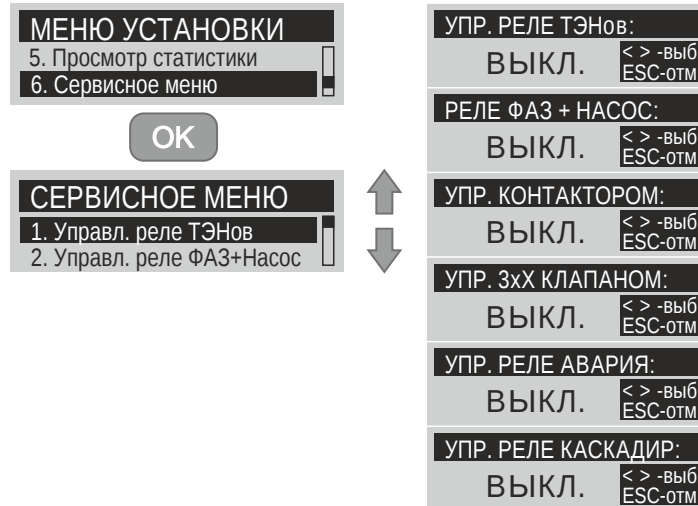 МЕНЮ УСТАНОВКИ
5. Просмотр статистики
6. Сервисное меню
OK
СЕРВИСНОЕ МЕНЮ
1. Управл. реле ТЭНов
2. Управл. реле ФАЗ+Насос
УПР. РЕЛЕ ТЭНов:
ВЫКЛ.
< > -выб
ESC-отм
РЕЛЕ ФАЗ + НАСОС:
ВЫКЛ.
< > -выб
ESC-отм
УПР. КОНТАКТОРОМ:
ВЫКЛ.
< > -выб
ESC-отм
УПР. 3хХ КЛАПАНОМ:
ВЫКЛ.
< > -выб
ESC-отм
УПР. РЕЛЕ АВАРИЯ:
ВЫКЛ.
< > -выб
ESC-отм
УПР. РЕЛЕ КАСКАДИР:
ВЫКЛ.
< > -выб
ESC-отм